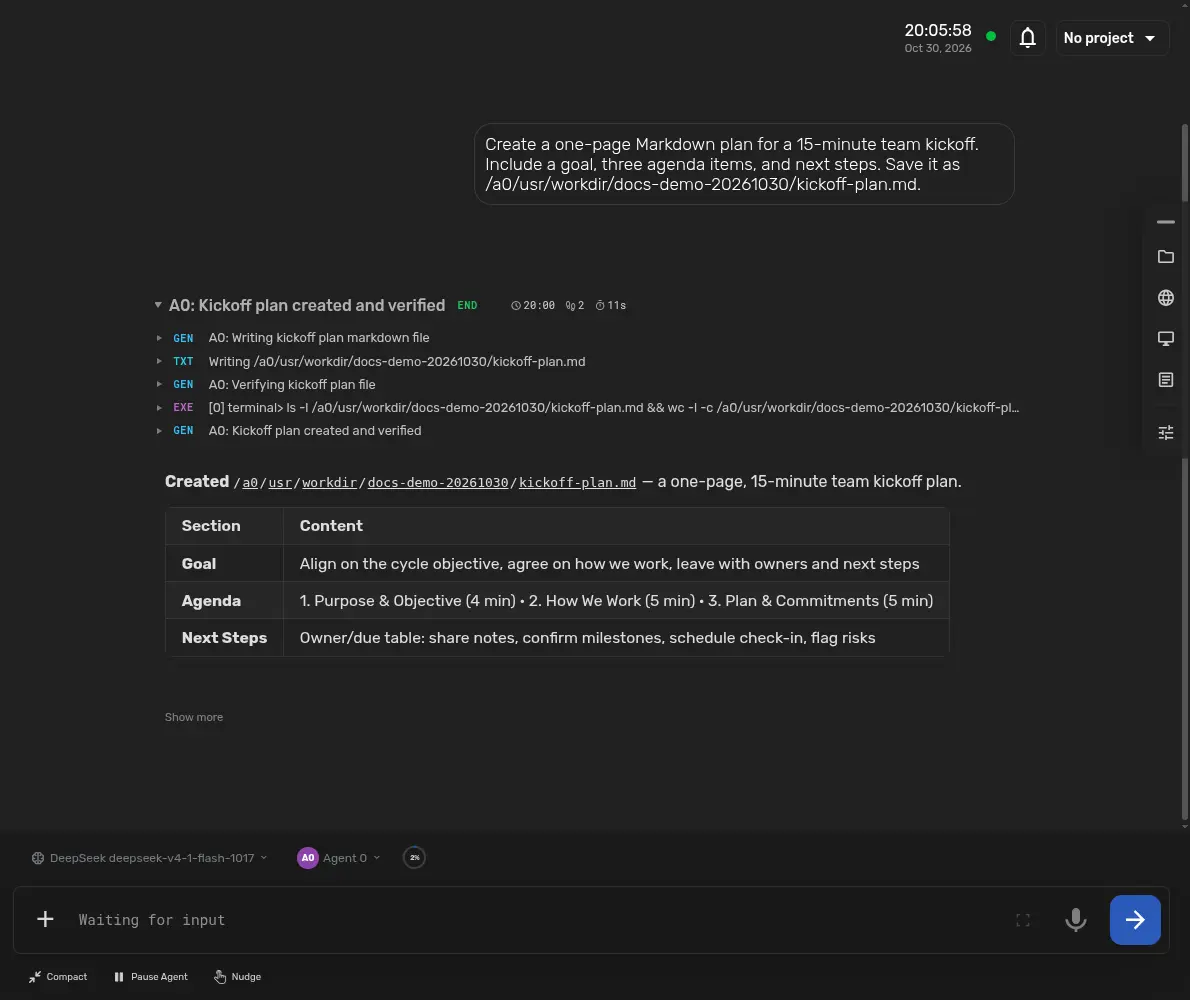 20:05:58
Oct 30, 2026
No project
Create a one-page Markdown plan for a 15-minute team kickoff.
Include a goal, three agenda items, and next steps. Save it as
/a0/usr/workdir/docs-demo-20261030/kickoff-plan.md.
A0: Kickoff plan created and verified END 20:00 2 11s
GEN A0: Writing kickoff plan markdown file
TXT Writing /a0/usr/workdir/docs-demo-20261030/kickoff-plan.md
GEN A0: Verifying kickoff plan file
EXE [0] terminal> ls -l /a0/usr/workdir/docs-demo-20261030/kickoff-plan.md && wc -l -c /a0/usr/workdir/docs-demo-20261030/kickoff-pl...
GEN A0: Kickoff plan created and verified
Created /a0/usr/workdir/docs-demo-20261030/kickoff-plan.md — a one-page, 15-minute team kickoff plan.
Section Content
Goal Align on the cycle objective, agree on how we work, leave with owners and next steps
Agenda 1. Purpose & Objective (4 min) • 2. How We Work (5 min) • 3. Plan & Commitments (5 min)
Next Steps Owner/due table: share notes, confirm milestones, schedule check-in, flag risks
Show more
DeepSeek deepseek-v4-1-flash-1017 A0 Agent 0 2%
Waiting for input
Compact Pause Agent Nudge